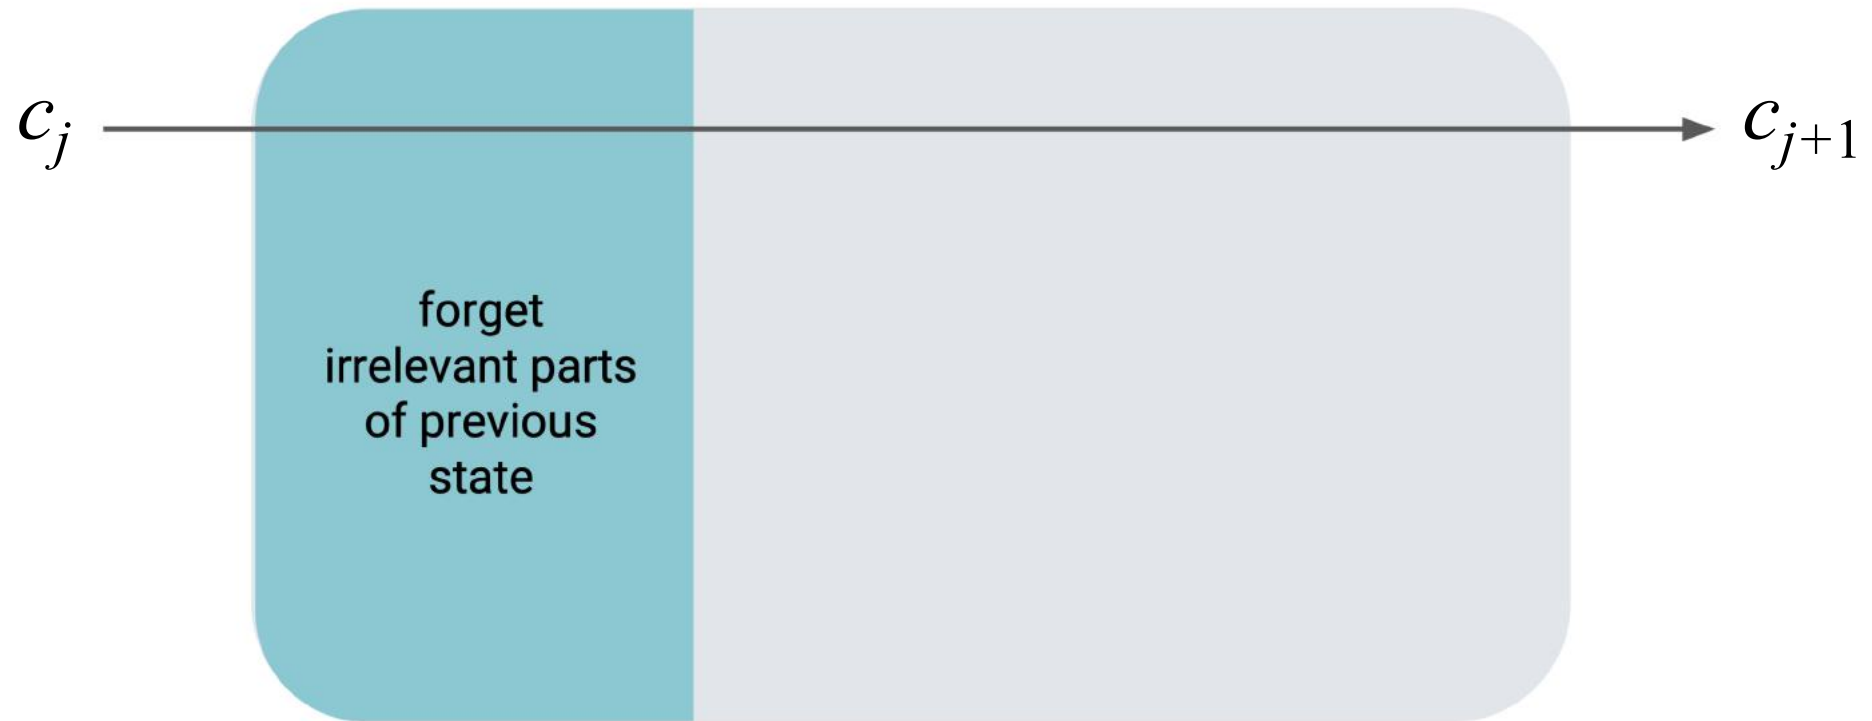 c_j
c_{j+1}
forget
irrelevant parts
of previous
state